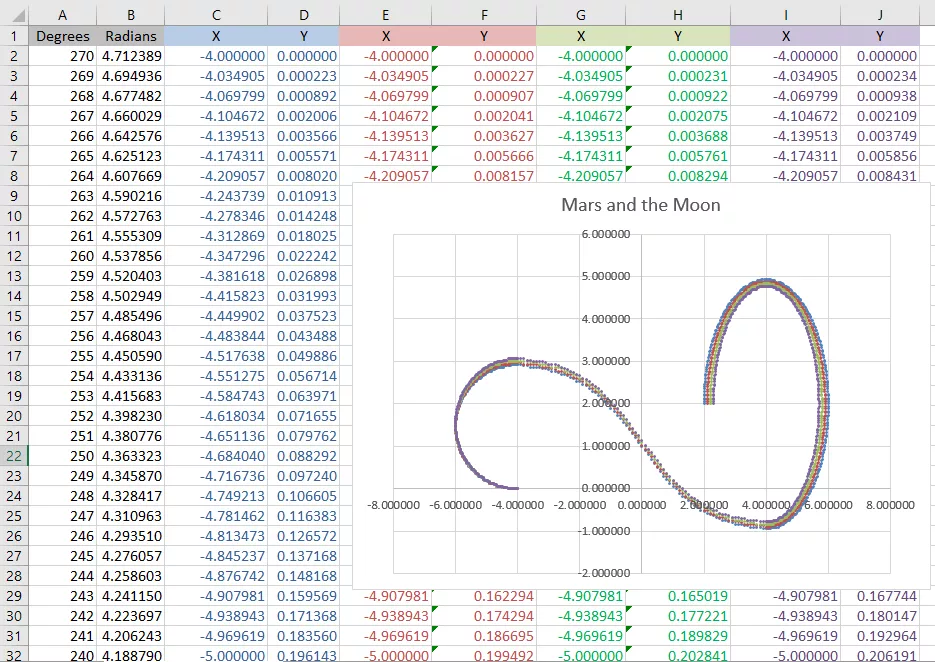 A B C D E F G H I J
1 Degrees Radians X Y X Y X Y X Y
2 270 4.712389 -4.000000 0.000000 -4.000000 0.000000 -4.000000 0.000000 -4.000000 0.000000
3 269 4.694936 -4.034905 0.000223 -4.034905 0.000227 -4.034905 0.000231 -4.034905 0.000234
4 268 4.677482 -4.069799 0.000892 -4.069799 0.000907 -4.069799 0.000922 -4.069799 0.000938
5 267 4.660029 -4.104672 0.002006 -4.104672 0.002041 -4.104672 0.002075 -4.104672 0.002109
6 266 4.642576 -4.139513 0.003566 -4.139513 0.003627 -4.139513 0.003688 -4.139513 0.003749
7 265 4.625123 -4.174311 0.005571 -4.174311 0.005666 -4.174311 0.005761 -4.174311 0.005856
8 264 4.607669 -4.209057 0.008020 -4.209057 0.008157 -4.209057 0.008294 -4.209057 0.008431
9 263 4.590216 -4.243739 0.010913
10 262 4.572763 -4.278346 0.014248
11 261 4.555309 -4.312869 0.018025
12 260 4.537856 -4.347296 0.022242
13 259 4.520403 -4.381618 0.026898
14 258 4.502949 -4.415823 0.031993
15 257 4.485496 -4.449902 0.037523
16 256 4.468043 -4.483844 0.043488
17 255 4.450590 -4.517638 0.049886
18 254 4.433136 -4.551275 0.056714
19 253 4.415683 -4.584743 0.063971
20 252 4.398230 -4.618034 0.071655
21 251 4.380776 -4.651136 0.079762
22 250 4.363323 -4.684040 0.088292
23 249 4.345870 -4.716736 0.097240
24 248 4.328417 -4.749213 0.106605
25 247 4.310963 -4.781462 0.116383
26 246 4.293510 -4.813473 0.126572
27 245 4.276057 -4.845237 0.137168
28 244 4.258603 -4.876742 0.148168
29 243 4.241150 -4.907981 0.159569 -4.907981 0.162294 -4.907981 0.165019 -4.907981 0.167744
30 242 4.223697 -4.938943 0.171368 -4.938943 0.174294 -4.938943 0.177221 -4.938943 0.180147
31 241 4.206243 -4.969619 0.183560 -4.969619 0.186695 -4.969619 0.189829 -4.969619 0.192964
32 240 4.188790 -5.000000 0.196143 -5.000000 0.199492 -5.000000 0.202841 -5.000000 0.206191
Mars and the Moon
6.000000
5.000000
4.000000
3.000000
2.000000
1.000000
0.000000
-8.000000 -6.000000 -4.000000 -2.000000 0.000000 2.000000 4.000000 6.000000 8.000000
-1.000000
-2.000000